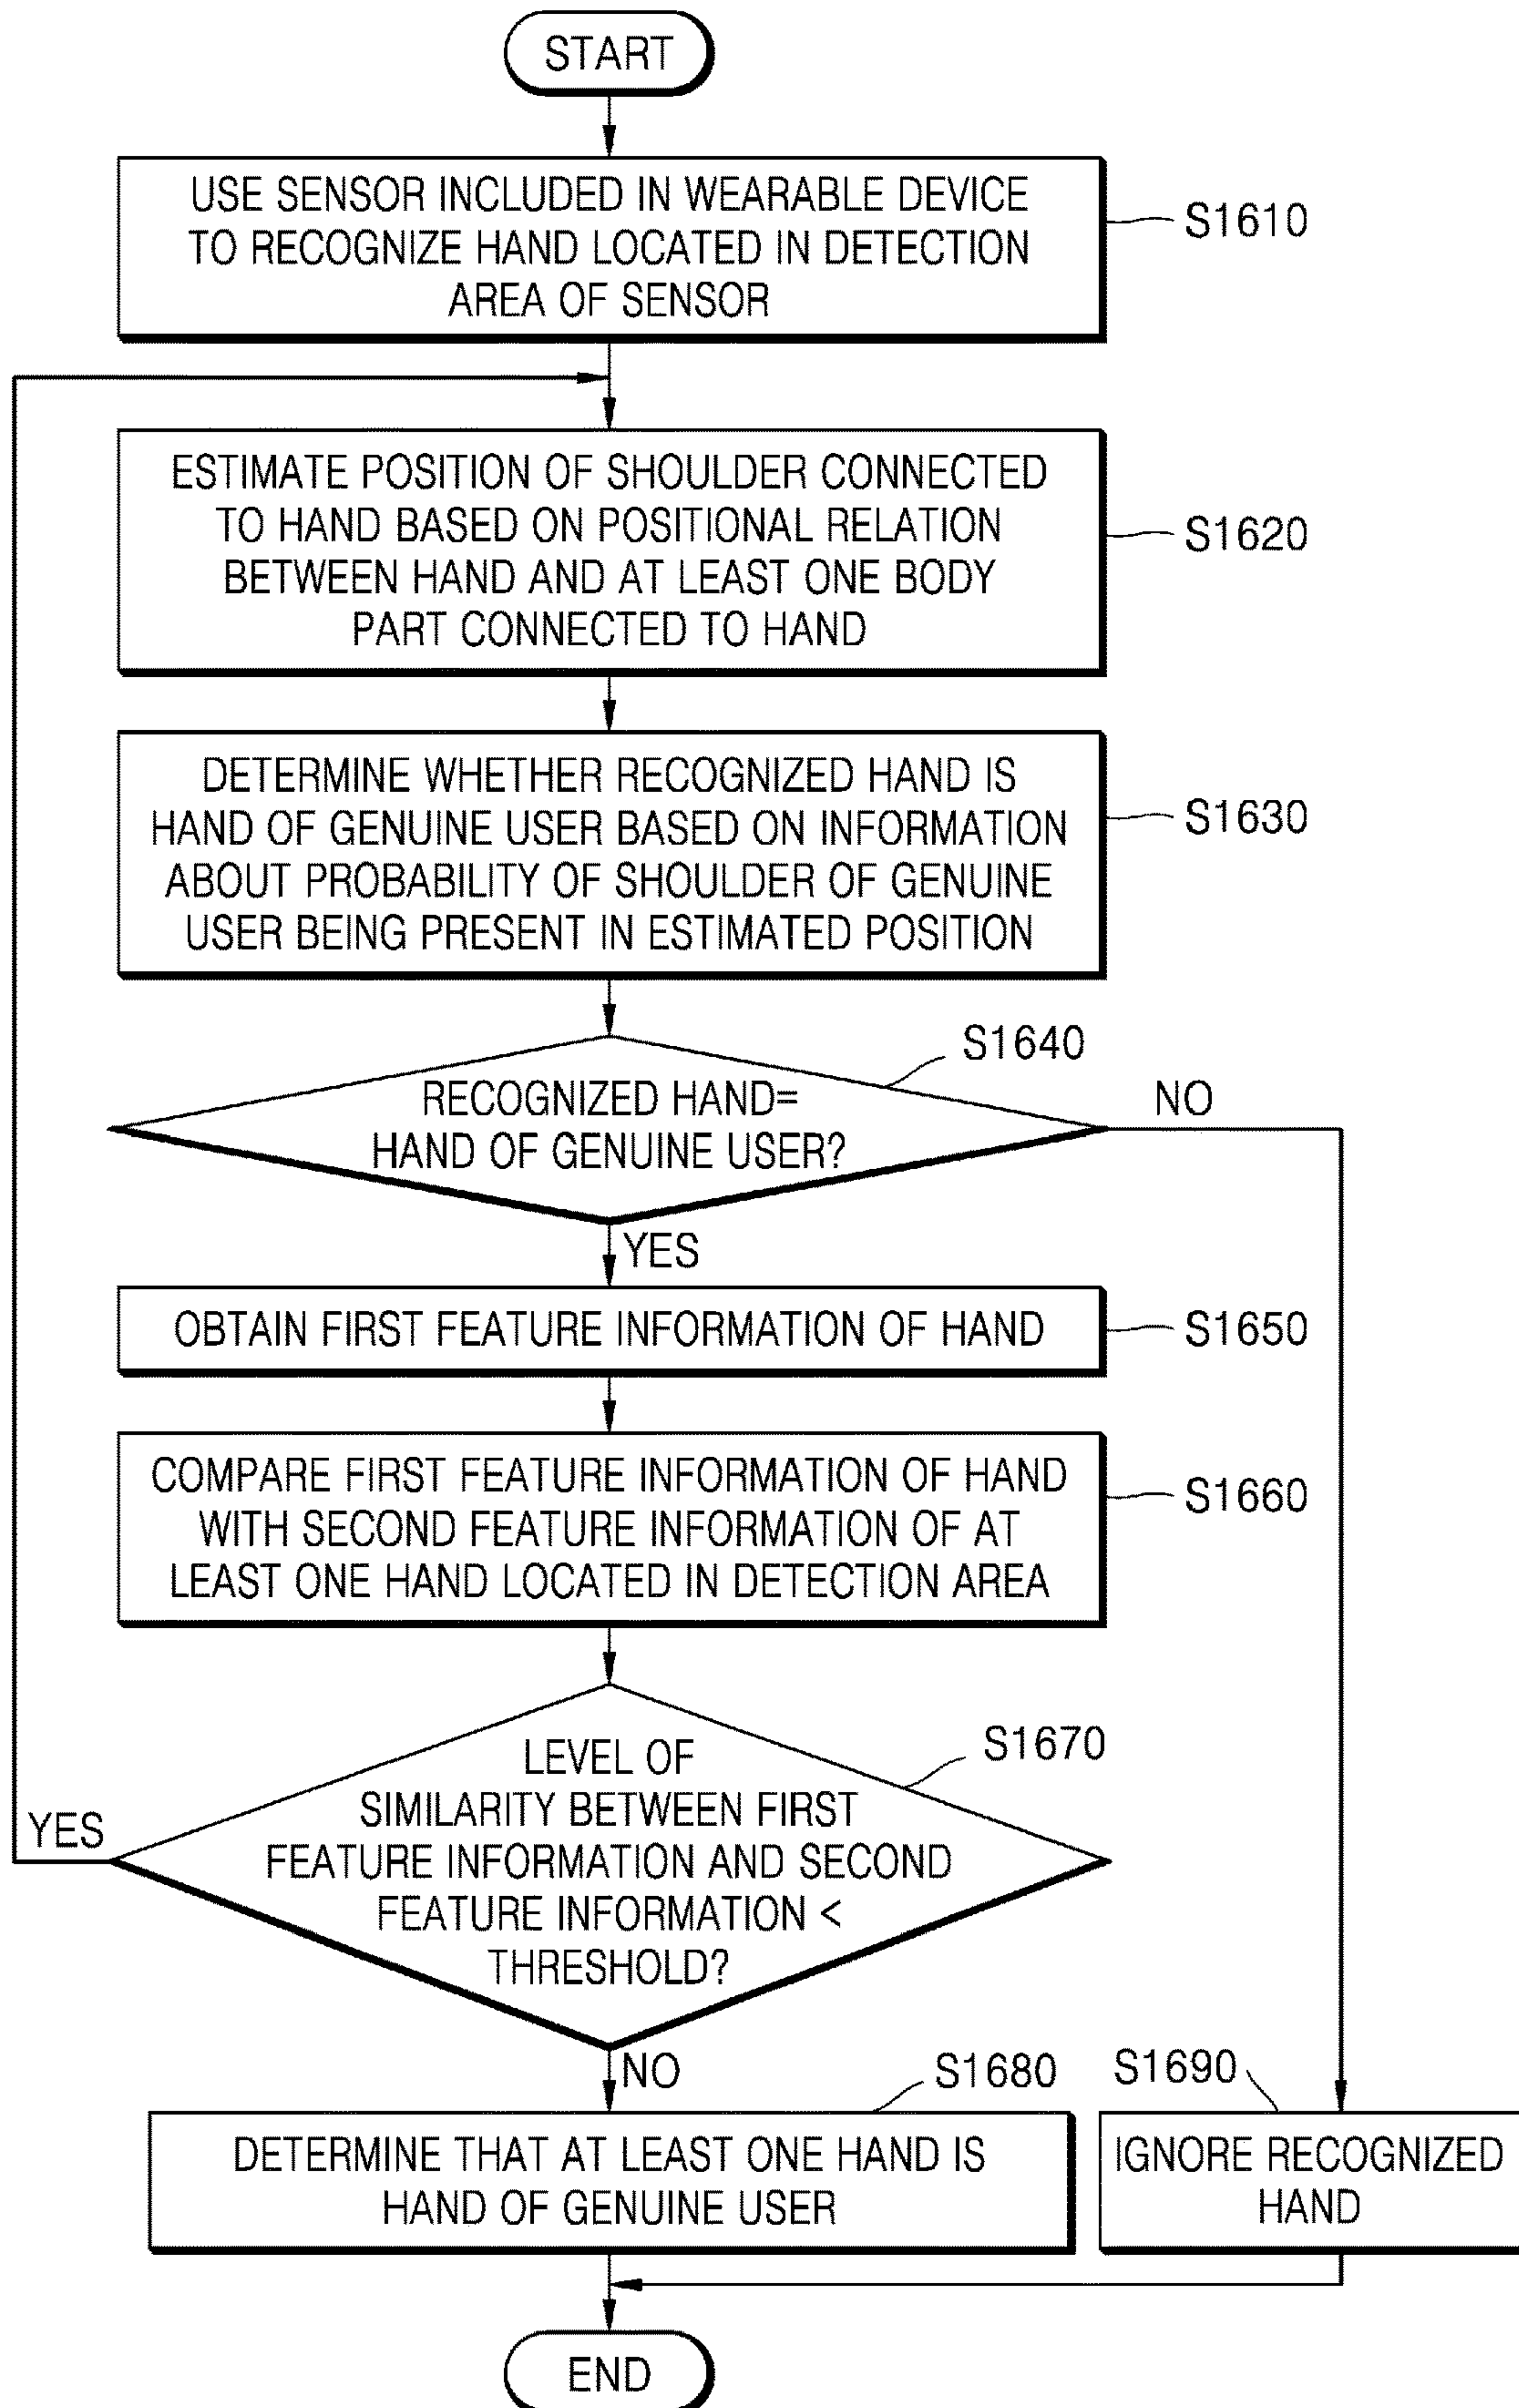 START
USE SENSOR INCLUDED IN WEARABLE DEVICE
TO RECOGNIZE HAND LOCATED IN DETECTION
AREA OF SENSOR
S1610
ESTIMATE POSITION OF SHOULDER CONNECTED
TO HAND BASED ON POSITIONAL RELATION
BETWEEN HAND AND AT LEAST ONE BODY
PART CONNECTED TO HAND
S1620
DETERMINE WHETHER RECOGNIZED HAND IS
HAND OF GENUINE USER BASED ON INFORMATION
ABOUT PROBABILITY OF SHOULDER OF GENUINE
USER BEING PRESENT IN ESTIMATED POSITION
S1630
S1640
RECOGNIZED HAND=
HAND OF GENUINE USER?
NO
YES
OBTAIN FIRST FEATURE INFORMATION OF HAND
S1650
COMPARE FIRST FEATURE INFORMATION OF HAND
WITH SECOND FEATURE INFORMATION OF AT
LEAST ONE HAND LOCATED IN DETECTION AREA
S1660
S1670
LEVEL OF
SIMILARITY BETWEEN FIRST
FEATURE INFORMATION AND SECOND
FEATURE INFORMATION <
THRESHOLD?
YES
NO
S1680
DETERMINE THAT AT LEAST ONE HAND IS
HAND OF GENUINE USER
S1690
IGNORE RECOGNIZED
HAND
END